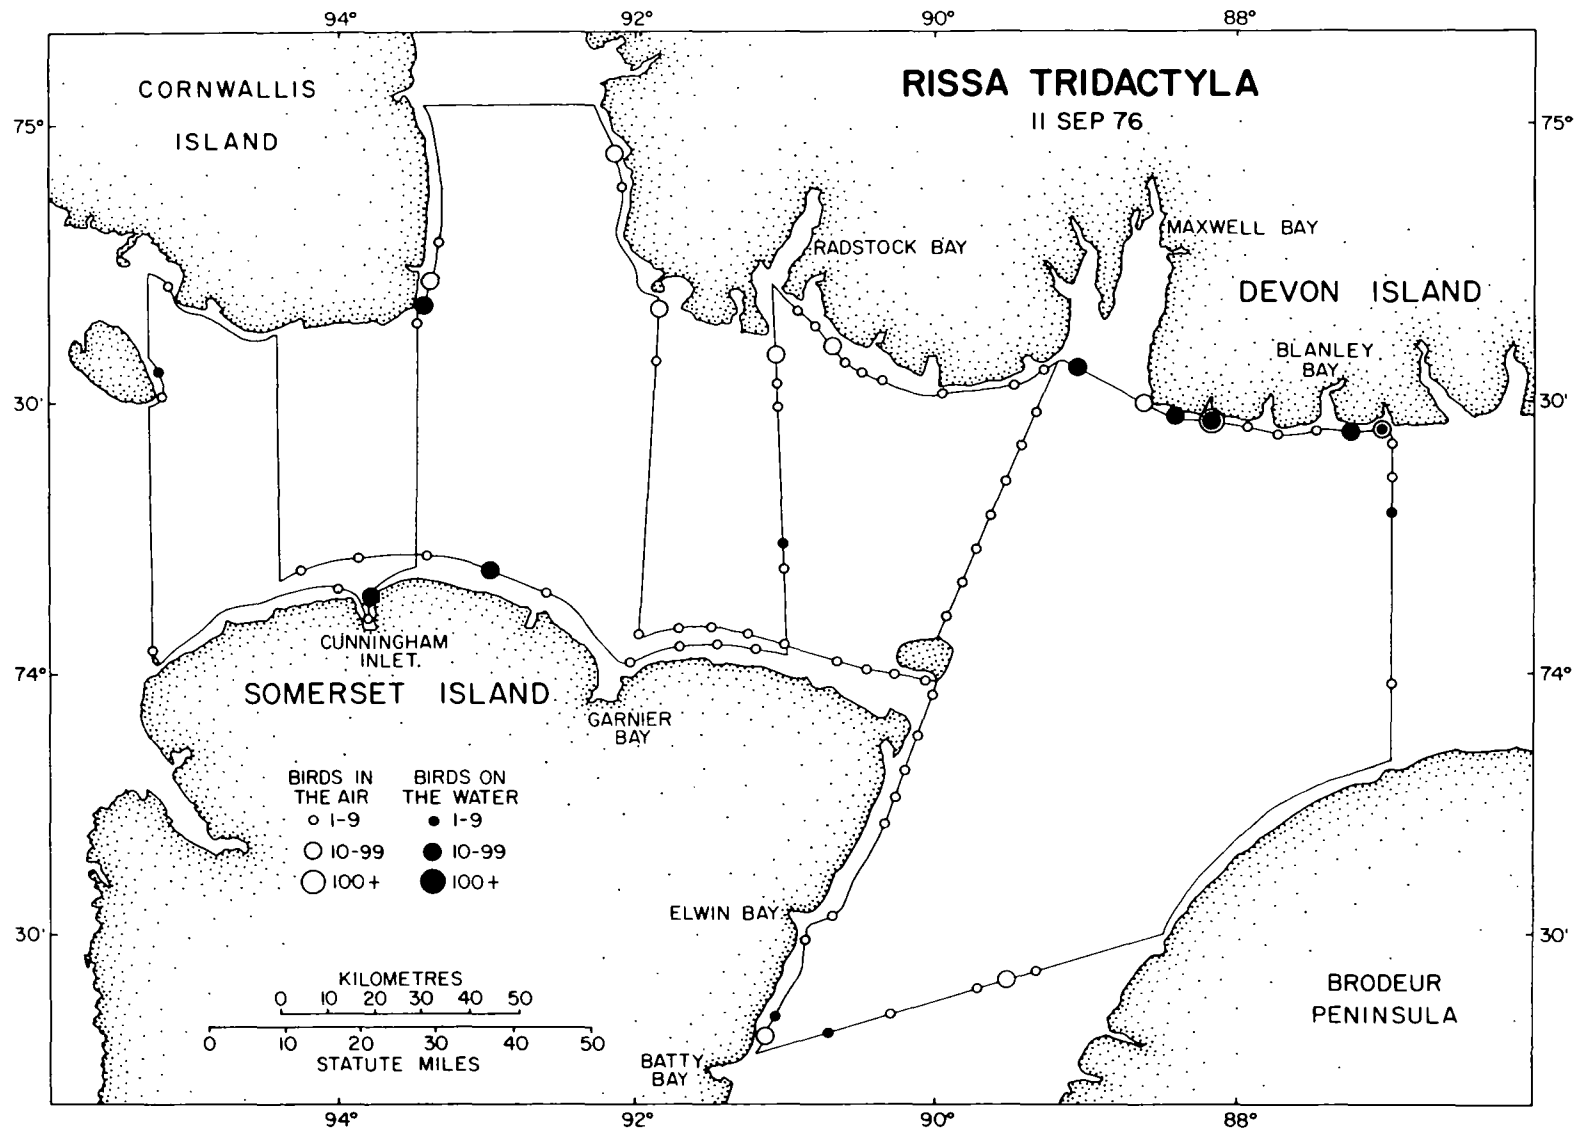 94° 92° 90° 88°
CORNWALLIS
ISLAND
RISSA TRIDACTYLA
11 SEP 76
75° 75°
RADSTOCK BAY
MAXWELL BAY
DEVON ISLAND
BLANLEY
BAY
30' 30'
CUNNINGHAM
INLET.
74° 74°
SOMERSET ISLAND
GARNIER
BAY
BIRDS IN
THE AIR
1-9
10-99
100+
BIRDS ON
THE WATER
1-9
10-99
100+
ELWIN BAY
30' 30'
KILOMETRES
0 10 20 30 40 50
0 10 20 30 40 50
STATUTE MILES
BATTY
BAY
BRODEUR
PENINSULA
94° 92° 90° 88°